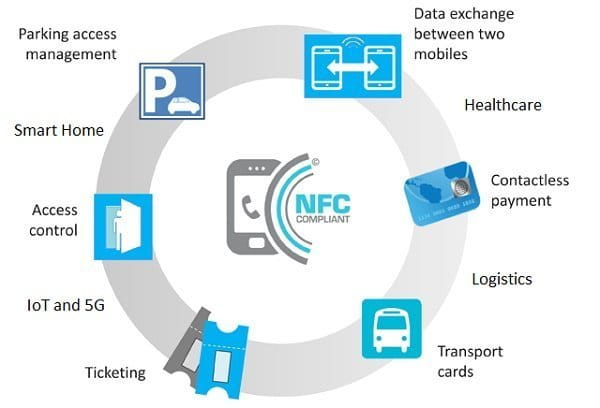 Parking access
management
Data exchange
between two
mobiles
P
Healthcare
Smart Home
©
NFC
COMPLIANT
Contactless
payment
Access
control
Logistics
IoT and 5G
Transport
cards
Ticketing